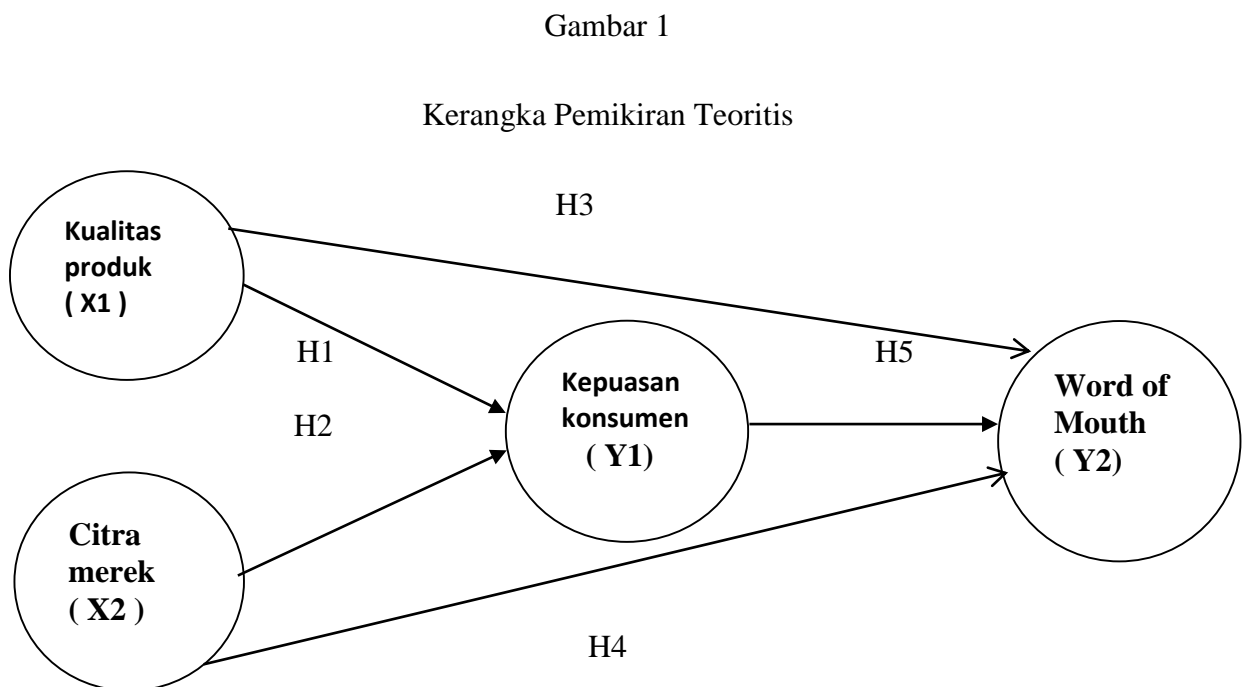 Gambar 1
Kerangka Pemikiran Teoritis
H3
Kualitas
produk
( X1 )
H1
H5
Kepuasan
konsumen
( Y1)
Word of
Mouth
( Y2)
H2
Citra
merek
( X2 )
H4